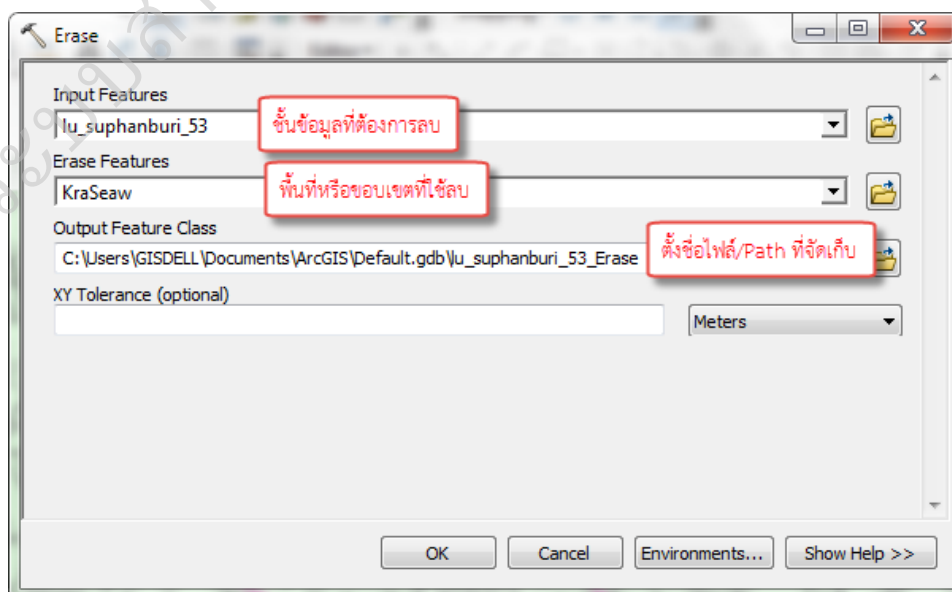 Erase
Input Features
lu_suphanburi_53
ชั้นข้อมูลที่ต้องการลบ
Erase Features
KraSeaw
พื้นที่หรือขอบเขตที่ใช้ลบ
Output Feature Class
C:\Users\GISDELL\Documents\ArcGIS\Default.gdb\lu_suphanburi_53_Erase
ตั้งชื่อไฟล์/Path ที่จัดเก็บ
XY Tolerance (optional)
Meters
OK
Cancel
Environments...
Show Help >>